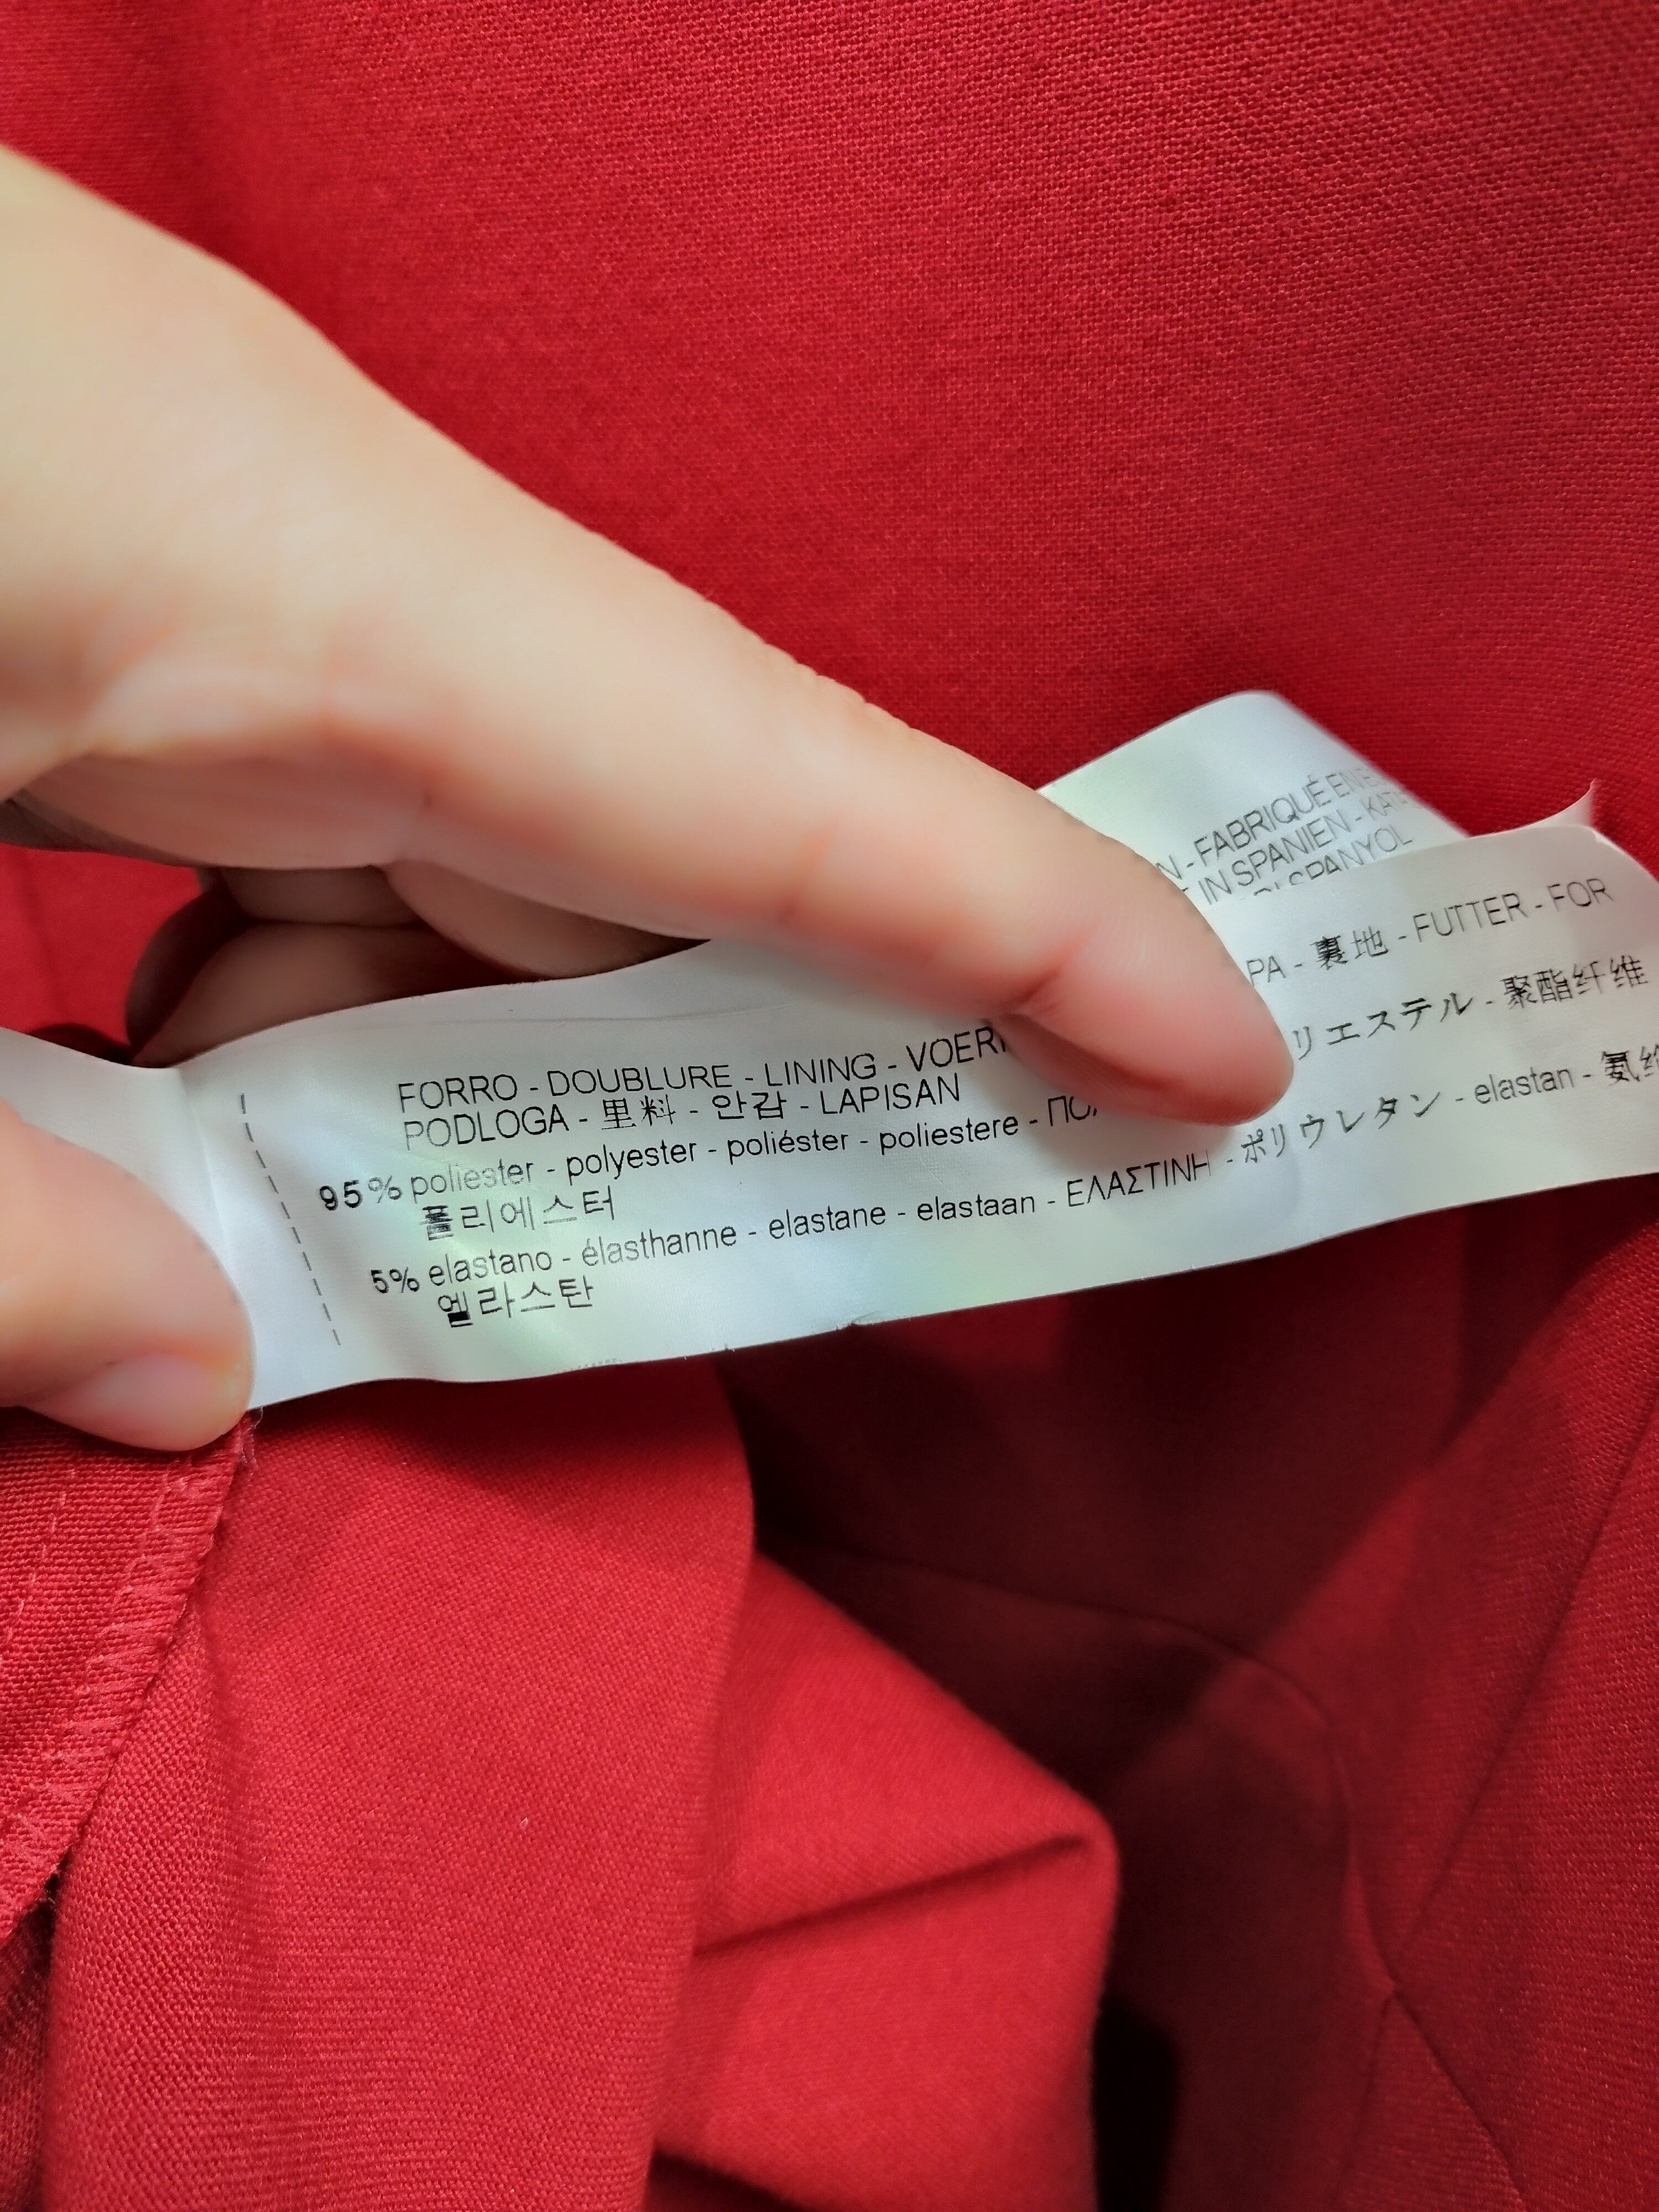 - FABRIQUÉ EN
IN SPANIEN -
FORRO - DOUBLURE - LINING - PA - 裏地 - FUTTER - FOR
PODLOGA - 里料 - 안감 - LAPISAN
95% poliester - polyester - poliéster - poliestere - リエステル - 聚酯纤维
폴리에스터
5% elastano - élasthanne - elastane - elastaan - ΕΛΑΣΤΙΝΗ - ポリウレタン - elastan -
엘라스탄